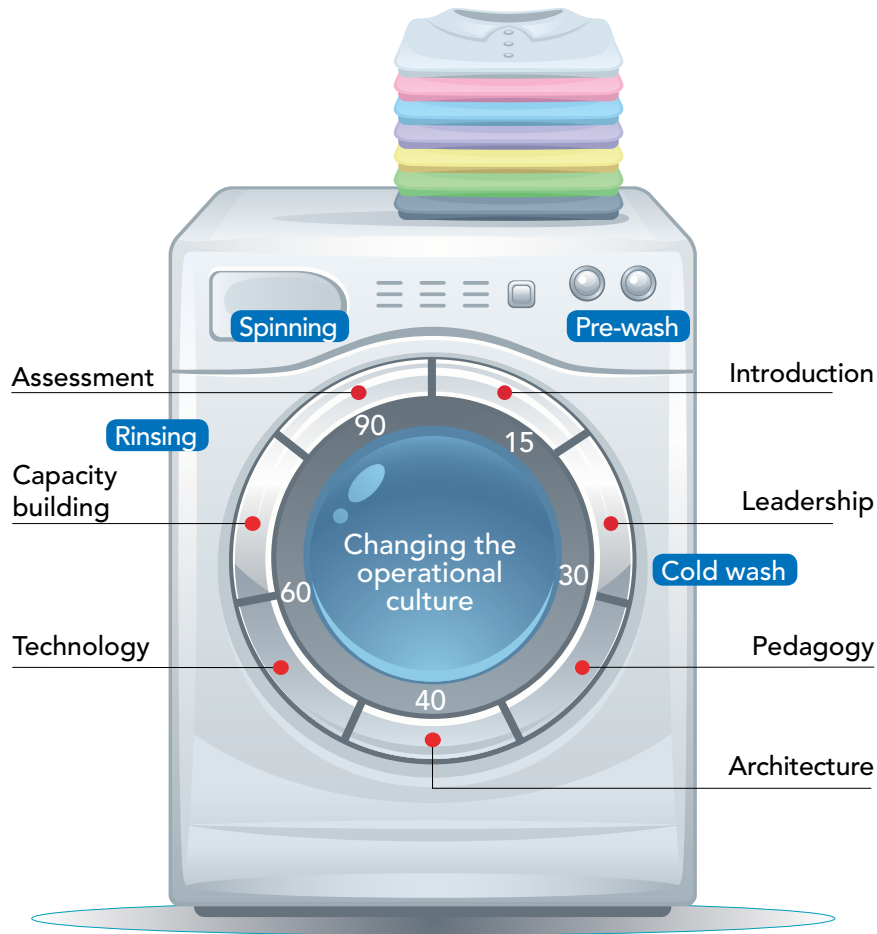 Spinning
Pre-wash
Assessment
Introduction
90
15
Rinsing
Capacity
building
Leadership
Changing the
operational
culture
30
Cold wash
60
Technology
Pedagogy
40
Architecture